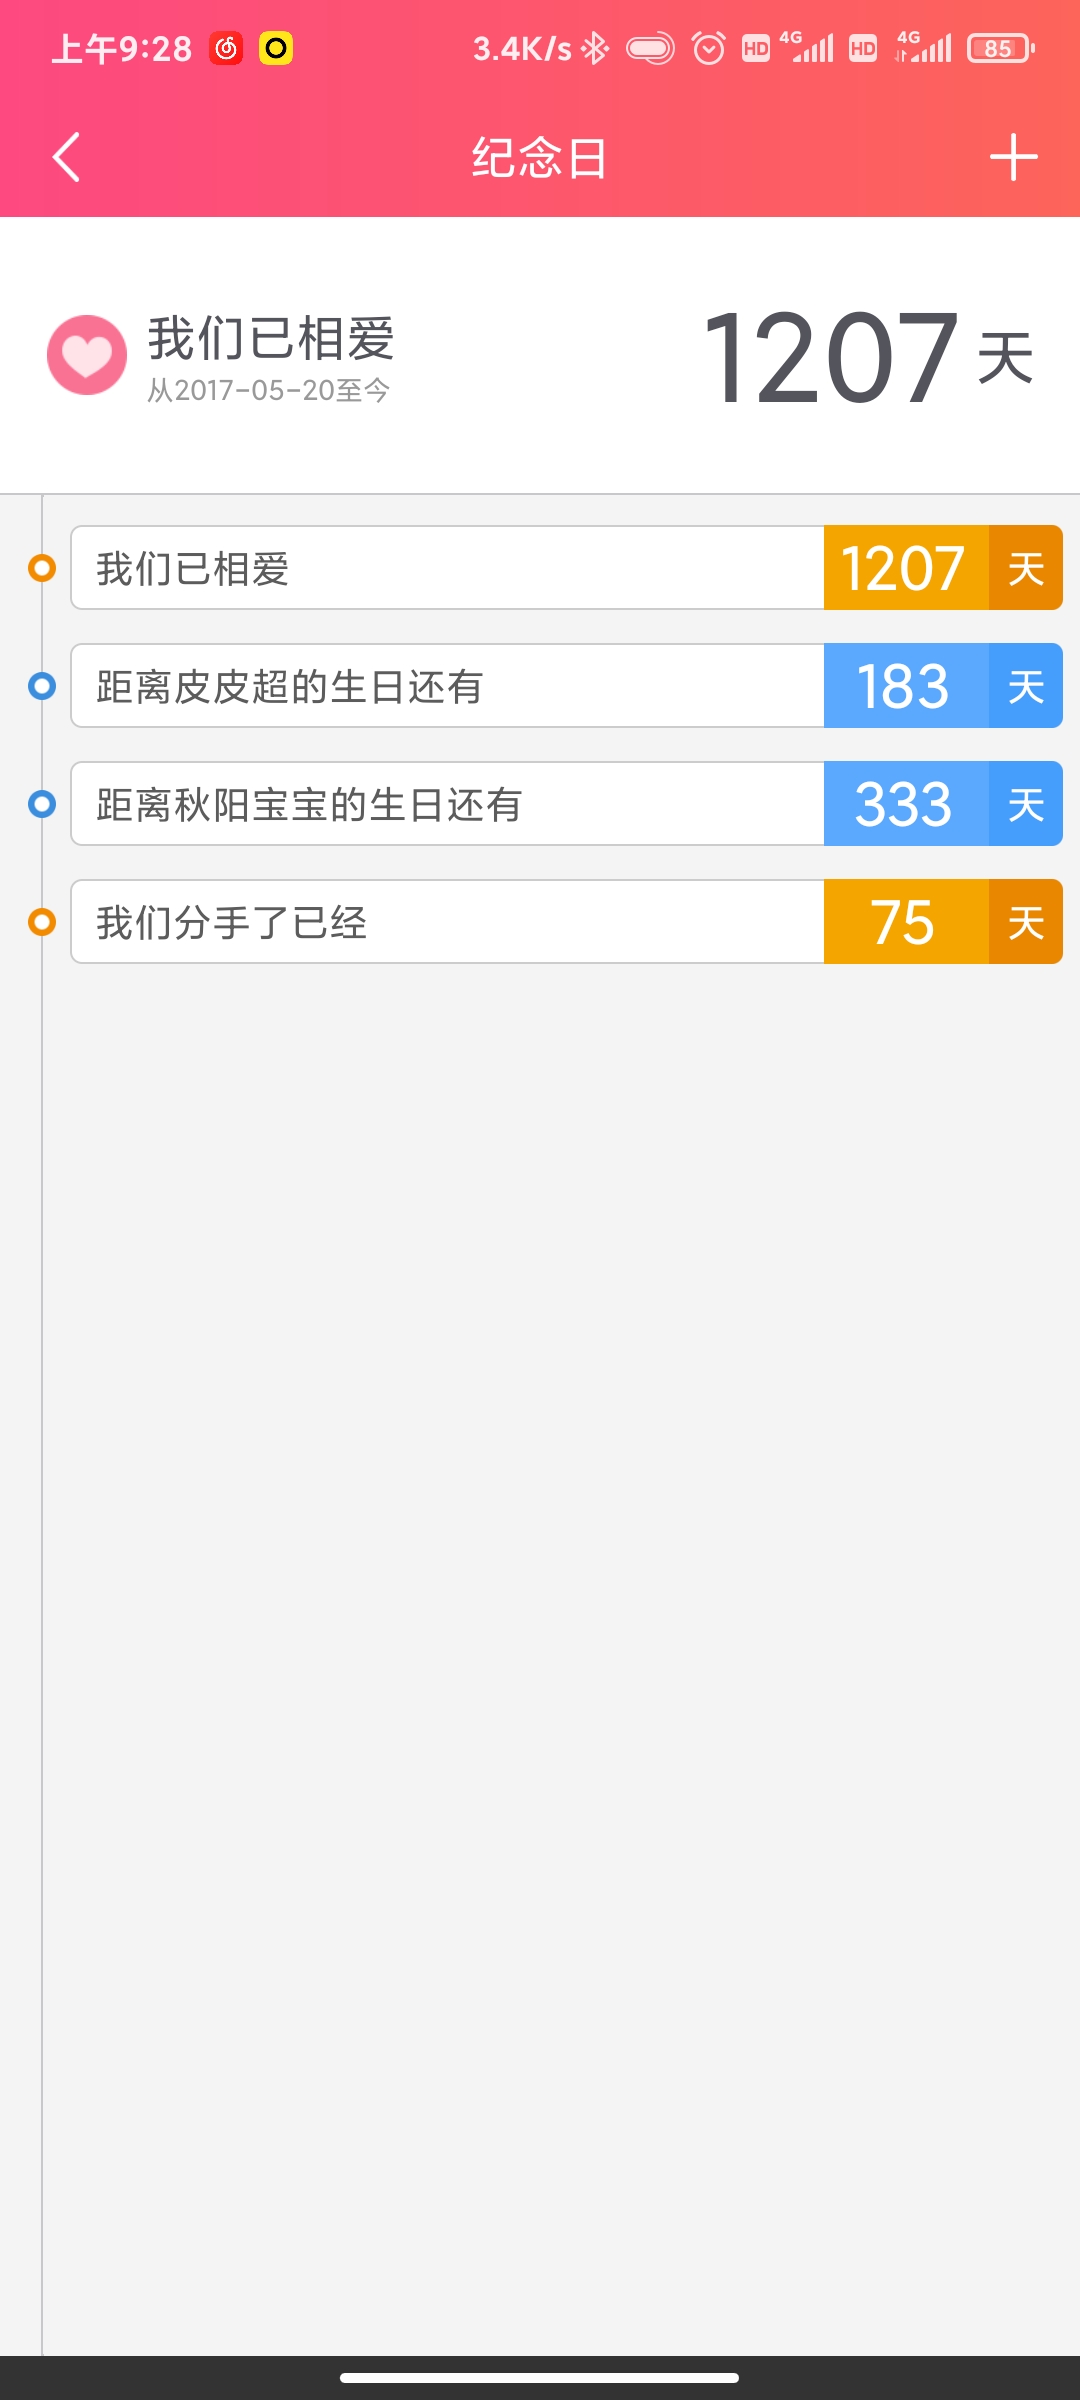 上午9:28 3.4K/s HD 4G HD 4G 85
纪念日
我们已相爱
从2017-05-20至今
1207 天
我们已相爱 1207 天
距离皮皮超的生日还有 183 天
距离秋阳宝宝的生日还有 333 天
我们分手了已经 75 天